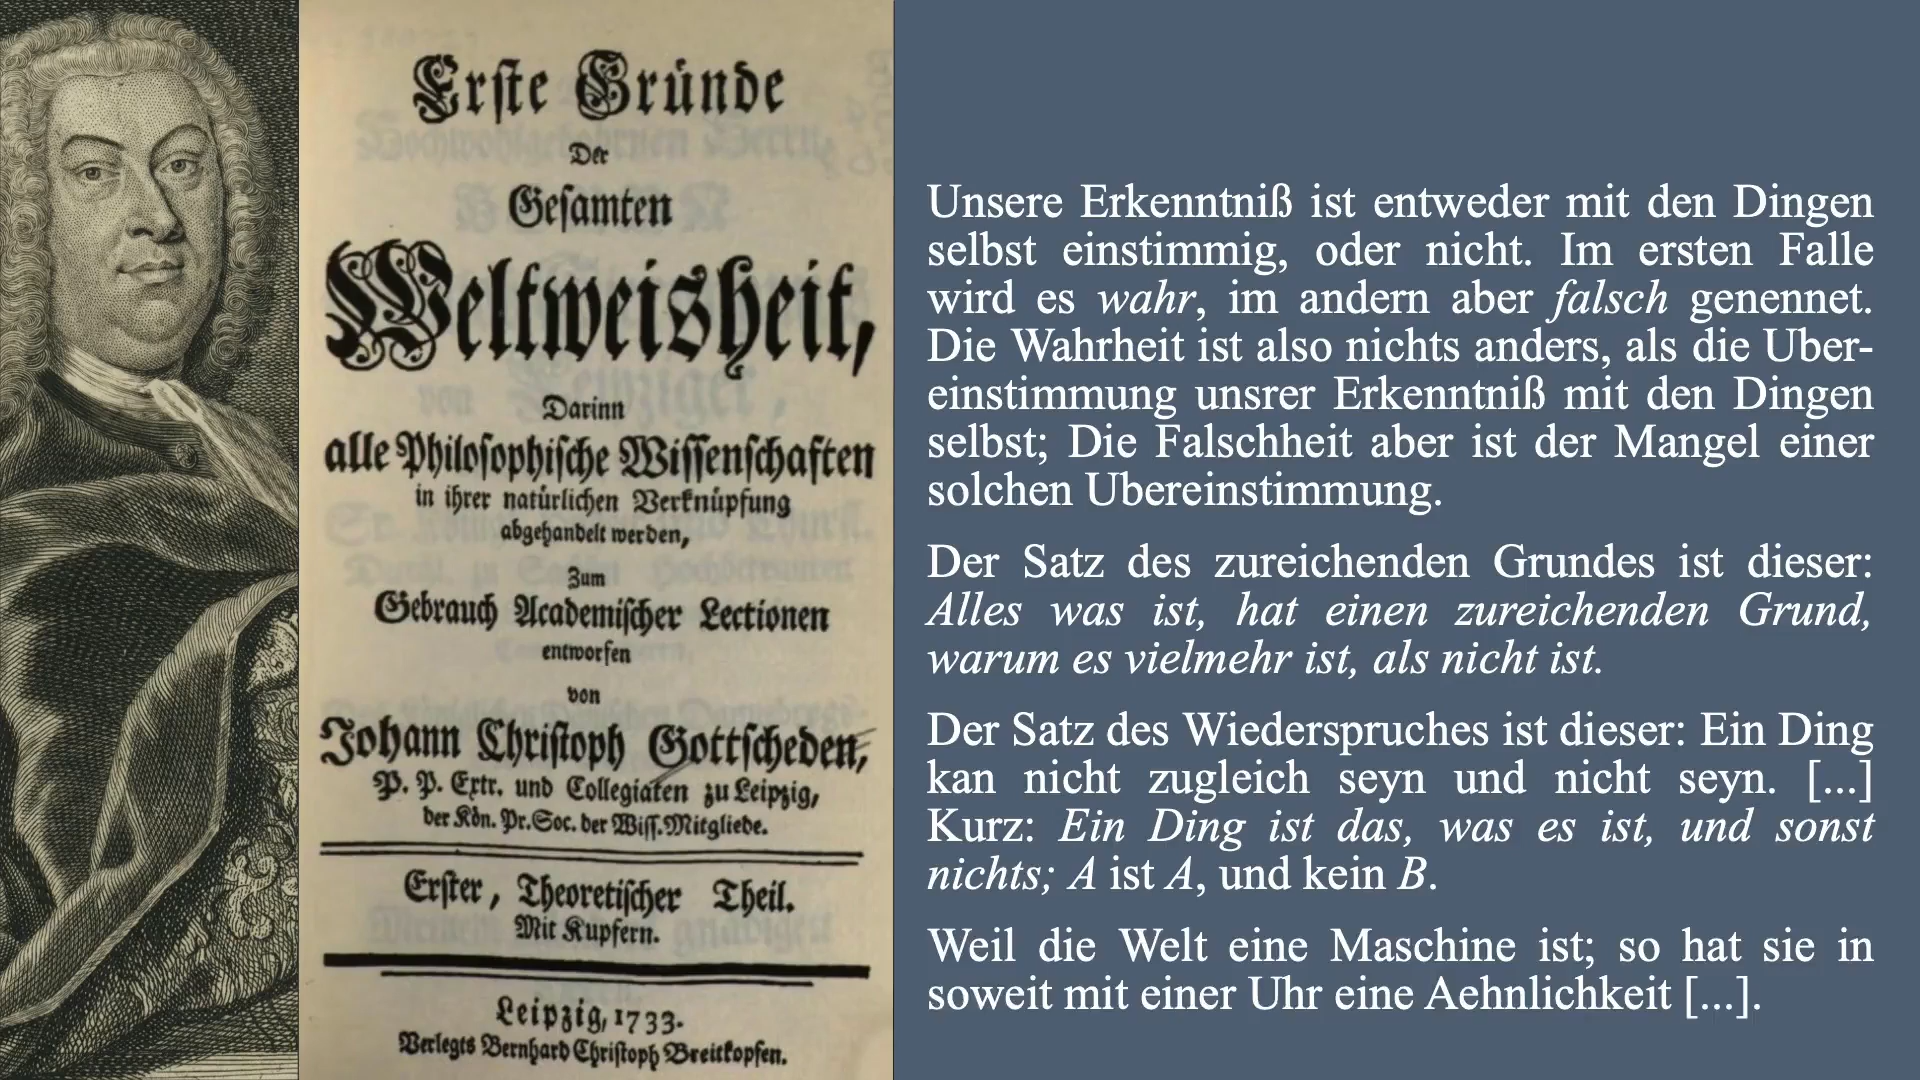 Erste Gründe
Der
Gesamten
Weltweisheit,
Darinn
alle Philosophische Wissenschaften
in ihrer natürlichen Verknüpfung
abgehandelt werden,
Zum
Gebrauch Academischer Lectionen
entworfen
von
Johann Christoph Gottscheden,
P. P. Extr. und Collegiaten zu Leipzig,
der Kön. Pr. Soc. der Wiss. Mitgliede.
Erster, Theoretischer Theil.
Mit Kupfern.
Leipzig, 1733.
Verlegts Bernhard Christoph Breitkopfen.
Unsere Erkenntniß ist entweder mit den Dingen
selbst einstimmig, oder nicht. Im ersten Falle
wird es wahr, im andern aber falsch genennet.
Die Wahrheit ist also nichts anders, als die Uber-
einstimmung unsrer Erkenntniß mit den Dingen
selbst; Die Falschheit aber ist der Mangel einer
solchen Ubereinstimmung.
Der Satz des zureichenden Grundes ist dieser:
Alles was ist, hat einen zureichenden Grund,
warum es vielmehr ist, als nicht ist.
Der Satz des Wiederspruches ist dieser: Ein Ding
kan nicht zugleich seyn und nicht seyn. [...]
Kurz: Ein Ding ist das, was es ist, und sonst
nichts; A ist A, und kein B.
Weil die Welt eine Maschine ist; so hat sie in
soweit mit einer Uhr eine Aehnlichkeit [...].